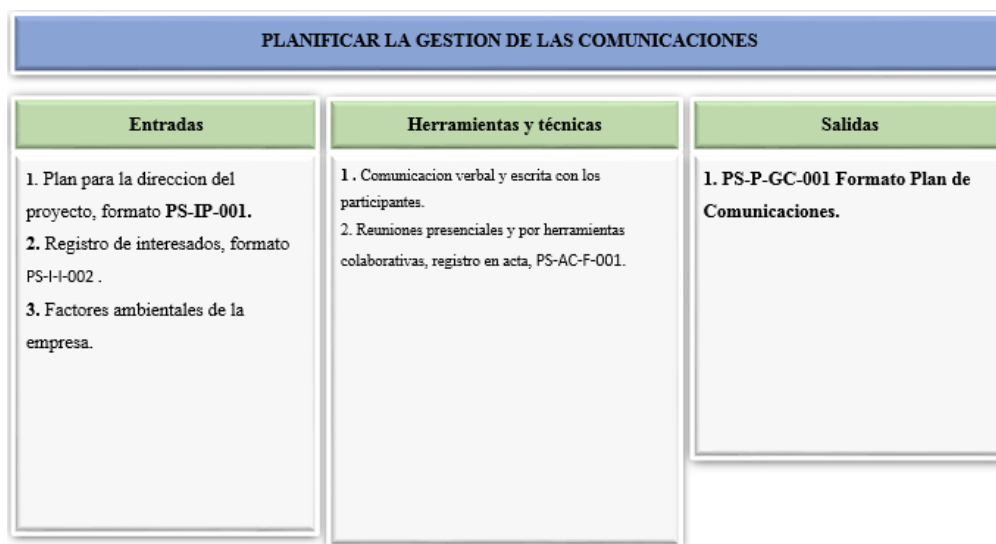 PLANIFICAR LA GESTION DE LAS COMUNICACIONES
Entradas
1. Plan para la direccion del
proyecto, formato PS-IP-001.
2. Registro de interesados, formato
PS-I-I-002 .
3. Factores ambientales de la
empresa.
Herramientas y técnicas
1 . Comunicacion verbal y escrita con los
participantes.
2. Reuniones presenciales y por herramientas
colaborativas, registro en acta, PS-AC-F-001.
Salidas
1. PS-P-GC-001 Formato Plan de
Comunicaciones.